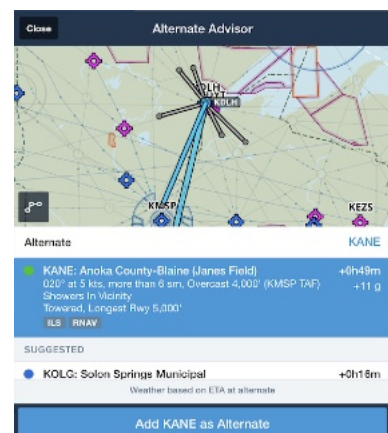 Close
Alternate Advisor
KDLH
KMSP
KEZS
Alternate
KANE
KANE: Anoka County-Blaine (Janes Field)
+0h49m
020° at 5 kts, more than 6 sm, Overcast 4,000' (KMSP TAF)
+11 g
Showers In Vicinity
Towered, Longest Rwy 5,000'
ILS
RNAV
SUGGESTED
KOLG: Solon Springs Municipal
+0h16m
Weather based on ETA at alternate
Add KANE as Alternate